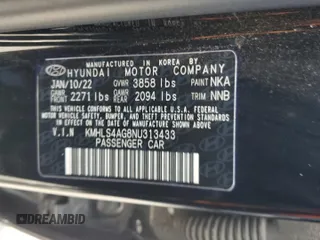 MANUFACTURED IN KOREA BY
HYUNDAI MOTOR COMPANY
JAN/10/22 GVWR 3858 lbs PAINT NKA
GAWR FRONT 2271 lbs GAWR REAR 2094 lbs TRIM NNB
THIS VEHICLE CONFORMS TO ALL APPLICABLE
U.S. FEDERAL MOTOR VEHICLE SAFETY, BUMPER,
AND THEFT PREVENTION STANDARDS IN EFFECT ON
THE DATE OF MANUFACTURE SHOWN ABOVE.
V.I.N KMHLS4AG8NU313433
PASSENGER CAR
DREAMBID